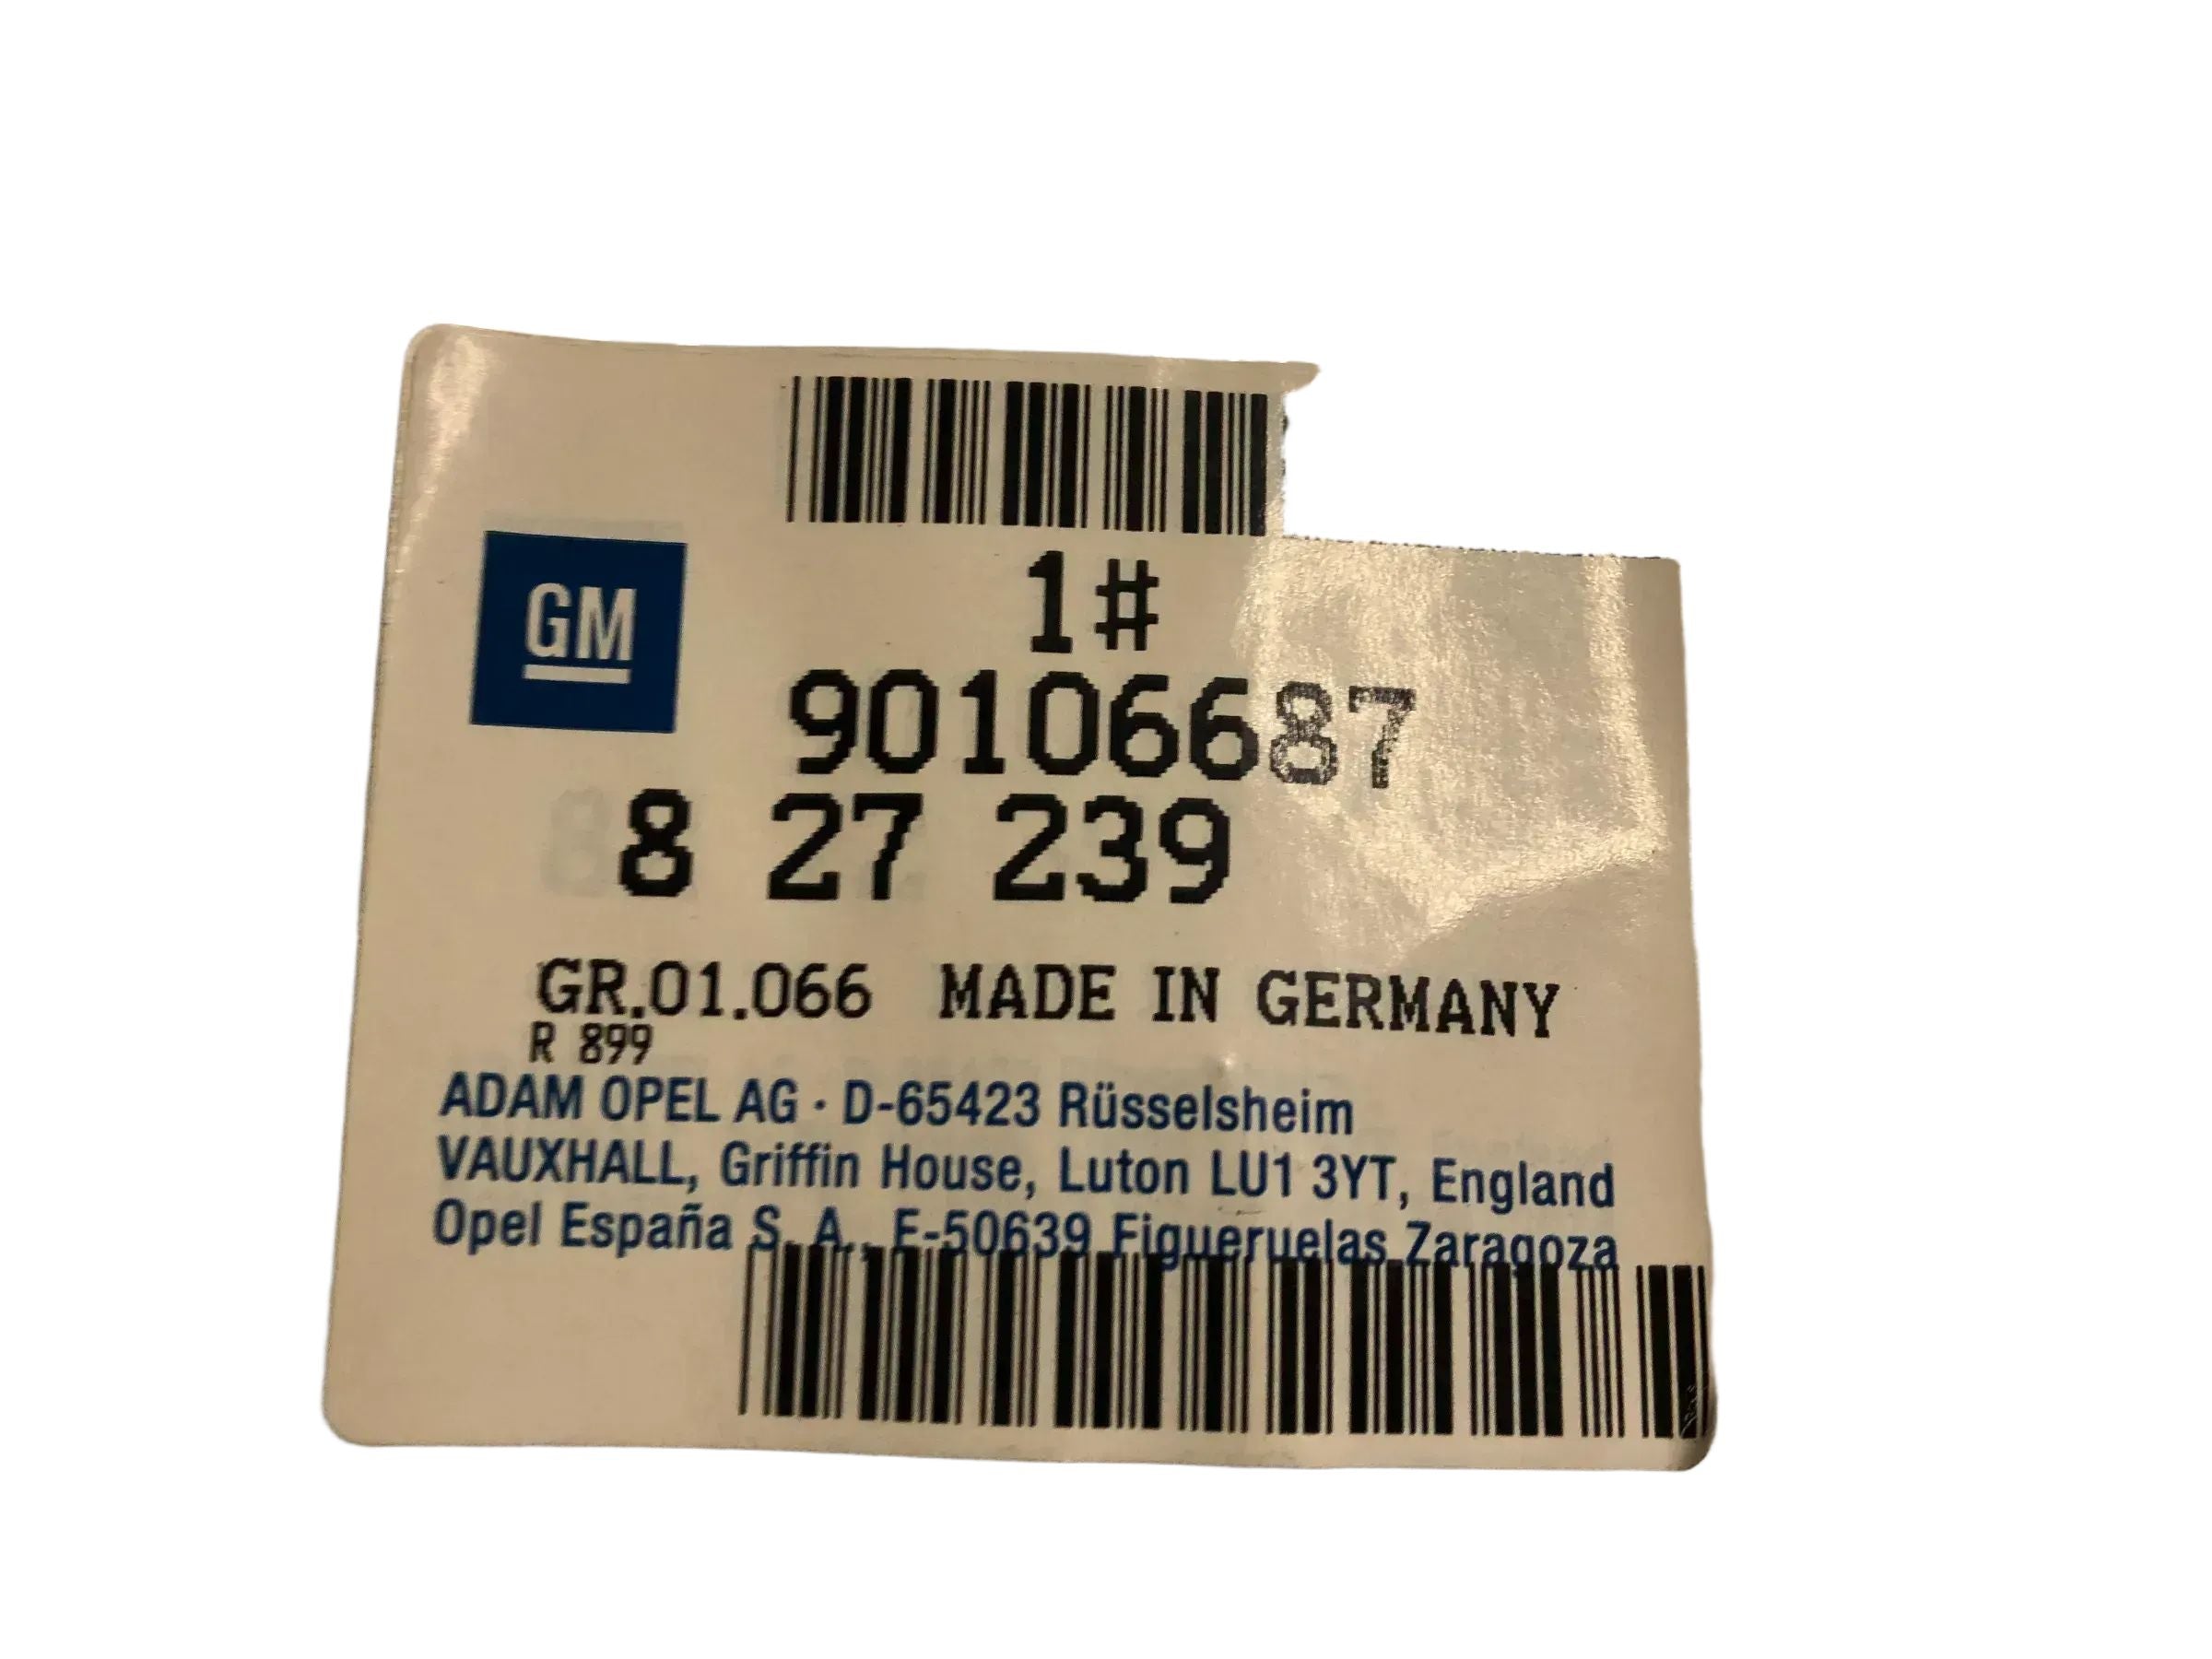 GM
1#
90106687
8 27 239
GR.01.066 MADE IN GERMANY
R 899
ADAM OPEL AG · D-65423 Rüsselsheim
VAUXHALL, Griffin House, Luton LU1 3YT, England
Opel España S. A., E-50639 Figueruelas Zaragoza